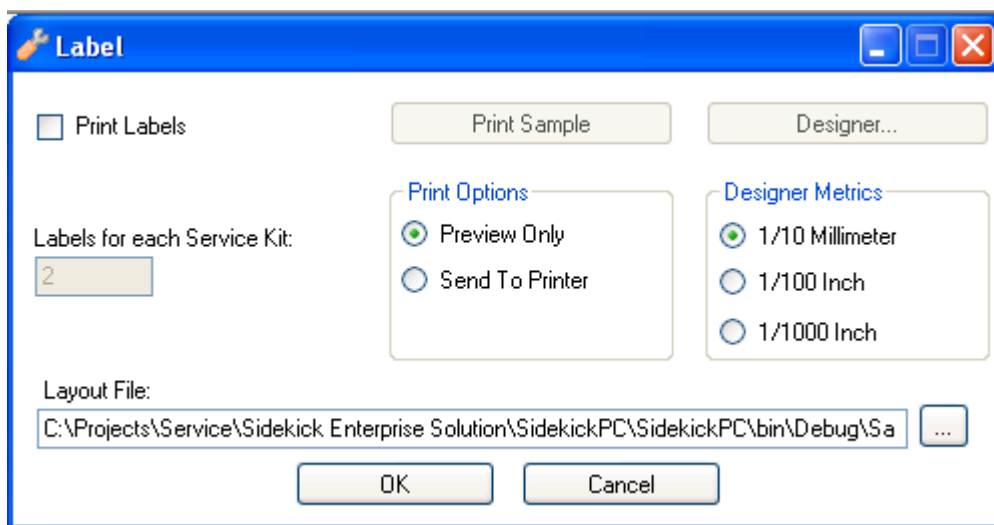 Label
Print Labels
Print Sample
Designer...
Print Options
Designer Metrics
Labels for each Service Kit:
2
Preview Only
Send To Printer
1/10 Millimeter
1/100 Inch
1/1000 Inch
Layout File:
C:\Projects\Service\Sidekick Enterprise Solution\SidekickPC\SidekickPC\bin\Debug\Sa
...
OK
Cancel